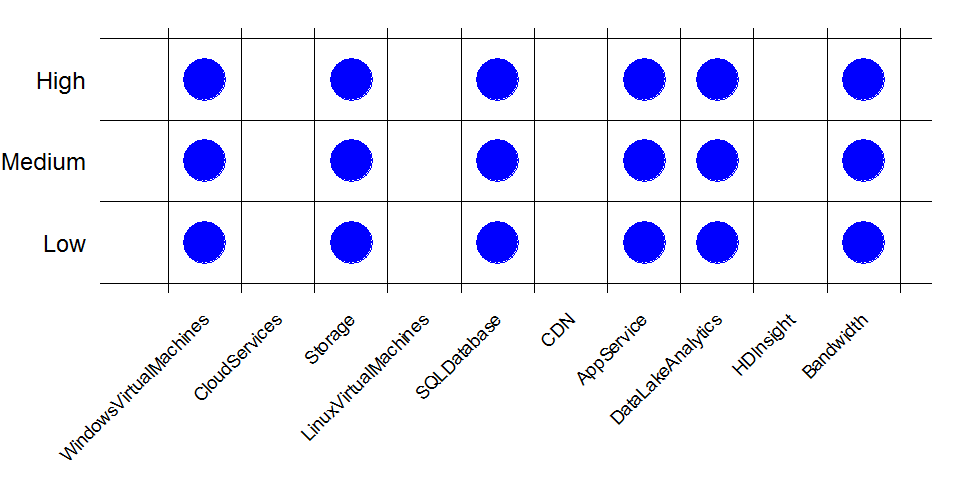 High
Medium
Low
WindowsVirtualMachines
CloudServices
Storage
LinuxVirtualMachines
SQLDatabase
CDN
AppService
DataLakeAnalytics
HDInsight
Bandwidth